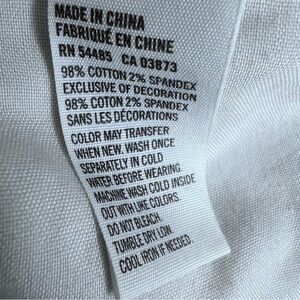 MADE IN CHINA
FABRIQUÉ EN CHINE
RN 54485 CA 03873
98% COTTON 2% SPANDEX
EXCLUSIVE OF DECORATION
98% COTON 2% SPANDEX
SANS LES DÉCORATIONS
COLOR MAY TRANSFER
WHEN NEW. WASH ONCE
SEPARATELY IN COLD
WATER BEFORE WEARING.
MACHINE WASH COLD INSIDE
OUT WITH LIKE COLORS.
DO NOT BLEACH.
TUMBLE DRY LOW.
COOL IRON IF NEEDED.